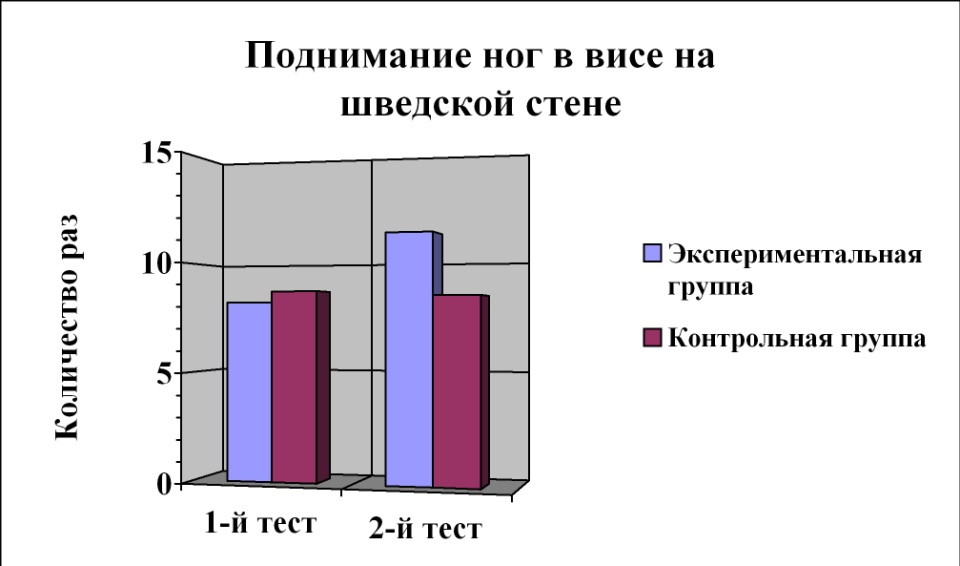 Поднимание ног в висе на
шведской стене
Количество раз
15
10
5
0
1-й тест
2-й тест
Экспериментальная
группа
Контрольная группа